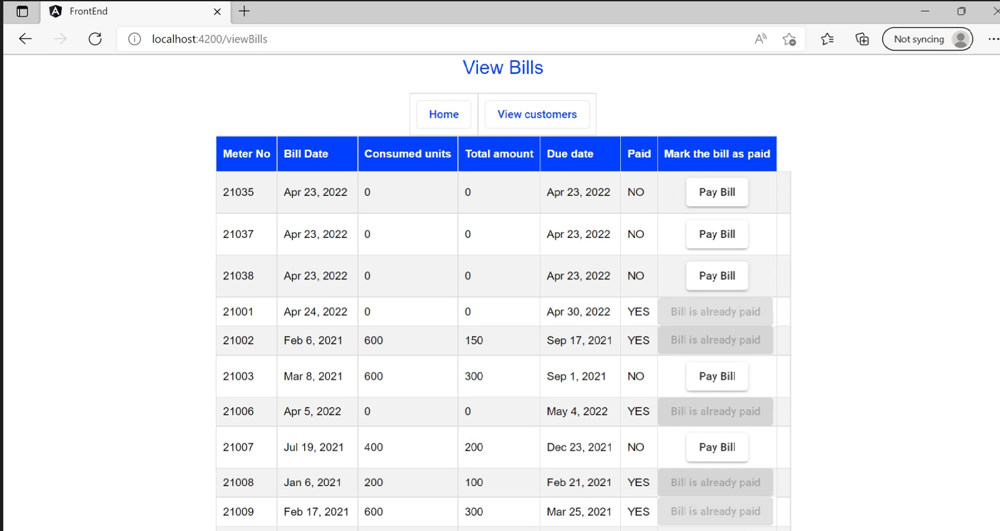 FrontEnd
localhost:4200/viewBills
Not syncing
View Bills
Home View customers
Meter No Bill Date Consumed units Total amount Due date Paid Mark the bill as paid
21035 Apr 23, 2022 0 0 Apr 23, 2022 NO Pay Bill
21037 Apr 23, 2022 0 0 Apr 23, 2022 NO Pay Bill
21038 Apr 23, 2022 0 0 Apr 23, 2022 NO Pay Bill
21001 Apr 24, 2022 0 0 Apr 30, 2022 YES Bill is already paid
21002 Feb 6, 2021 600 150 Sep 17, 2021 YES Bill is already paid
21003 Mar 8, 2021 600 300 Sep 1, 2021 NO Pay Bill
21006 Apr 5, 2022 0 0 May 4, 2022 YES Bill is already paid
21007 Jul 19, 2021 400 200 Dec 23, 2021 NO Pay Bill
21008 Jan 6, 2021 200 100 Feb 21, 2021 YES Bill is already paid
21009 Feb 17, 2021 600 300 Mar 25, 2021 YES Bill is already paid